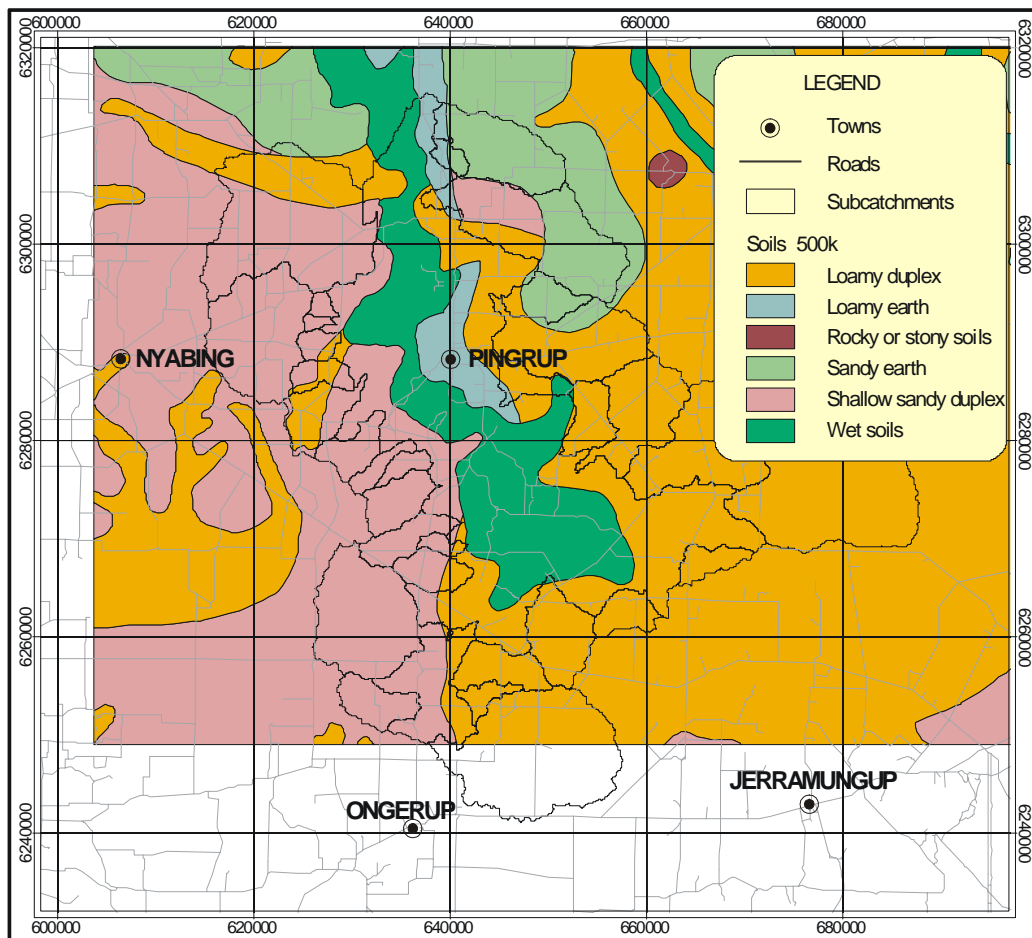 600000 620000 640000 660000 680000
6320000 6320000
LEGEND
Towns
Roads
Subcatchments
Soils 500k
Loamy duplex
Loamy earth
Rocky or stony soils
Sandy earth
Shallow sandy duplex
Wet soils
6300000 6300000
NYABING PINGRUP
6280000 6280000
6260000 6260000
JERRAMUNGUP
ONGERUP
6240000 6240000
600000 620000 640000 660000 680000